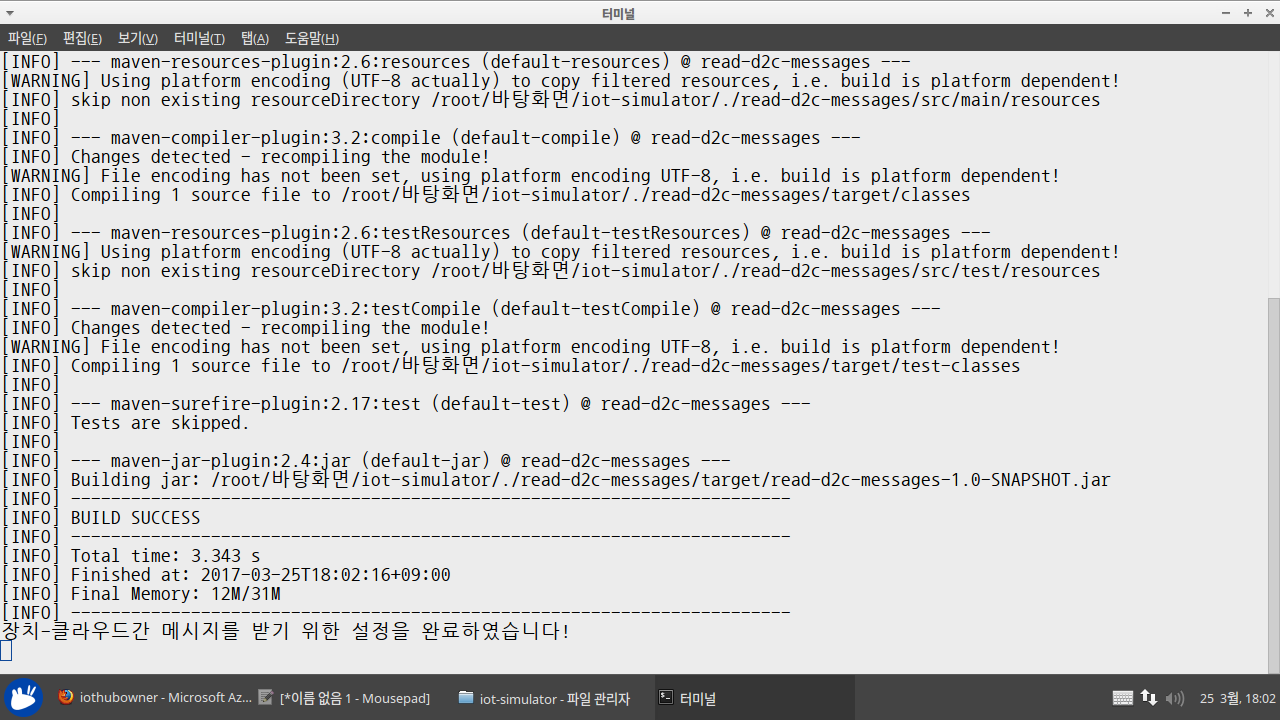 터미널
파일(F) 편집(E) 보기(V) 터미널(T) 탭(A) 도움말(H)
[INFO] --- maven-resources-plugin:2.6:resources (default-resources) @ read-d2c-messages ---
[WARNING] Using platform encoding (UTF-8 actually) to copy filtered resources, i.e. build is platform dependent!
[INFO] skip non existing resourceDirectory /root/바탕화면/iot-simulator/./read-d2c-messages/src/main/resources
[INFO]
[INFO] --- maven-compiler-plugin:3.2:compile (default-compile) @ read-d2c-messages ---
[INFO] Changes detected - recompiling the module!
[WARNING] File encoding has not been set, using platform encoding UTF-8, i.e. build is platform dependent!
[INFO] Compiling 1 source file to /root/바탕화면/iot-simulator/./read-d2c-messages/target/classes
[INFO]
[INFO] --- maven-resources-plugin:2.6:testResources (default-testResources) @ read-d2c-messages ---
[WARNING] Using platform encoding (UTF-8 actually) to copy filtered resources, i.e. build is platform dependent!
[INFO] skip non existing resourceDirectory /root/바탕화면/iot-simulator/./read-d2c-messages/src/test/resources
[INFO]
[INFO] --- maven-compiler-plugin:3.2:testCompile (default-testCompile) @ read-d2c-messages ---
[INFO] Changes detected - recompiling the module!
[WARNING] File encoding has not been set, using platform encoding UTF-8, i.e. build is platform dependent!
[INFO] Compiling 1 source file to /root/바탕화면/iot-simulator/./read-d2c-messages/target/test-classes
[INFO]
[INFO] --- maven-surefire-plugin:2.17:test (default-test) @ read-d2c-messages ---
[INFO] Tests are skipped.
[INFO]
[INFO] --- maven-jar-plugin:2.4:jar (default-jar) @ read-d2c-messages ---
[INFO] Building jar: /root/바탕화면/iot-simulator/./read-d2c-messages/target/read-d2c-messages-1.0-SNAPSHOT.jar
[INFO] ------------------------------------------------------------------------
[INFO] BUILD SUCCESS
[INFO] ------------------------------------------------------------------------
[INFO] Total time: 3.343 s
[INFO] Finished at: 2017-03-25T18:02:16+09:00
[INFO] Final Memory: 12M/31M
[INFO] ------------------------------------------------------------------------
장치-클라우드간 메시지를 받기 위한 설정을 완료하였습니다!
iothubowner - Microsoft Az... [*이름 없음 1 - Mousepad] iot-simulator - 파일 관리자 터미널 25 3월, 18:02